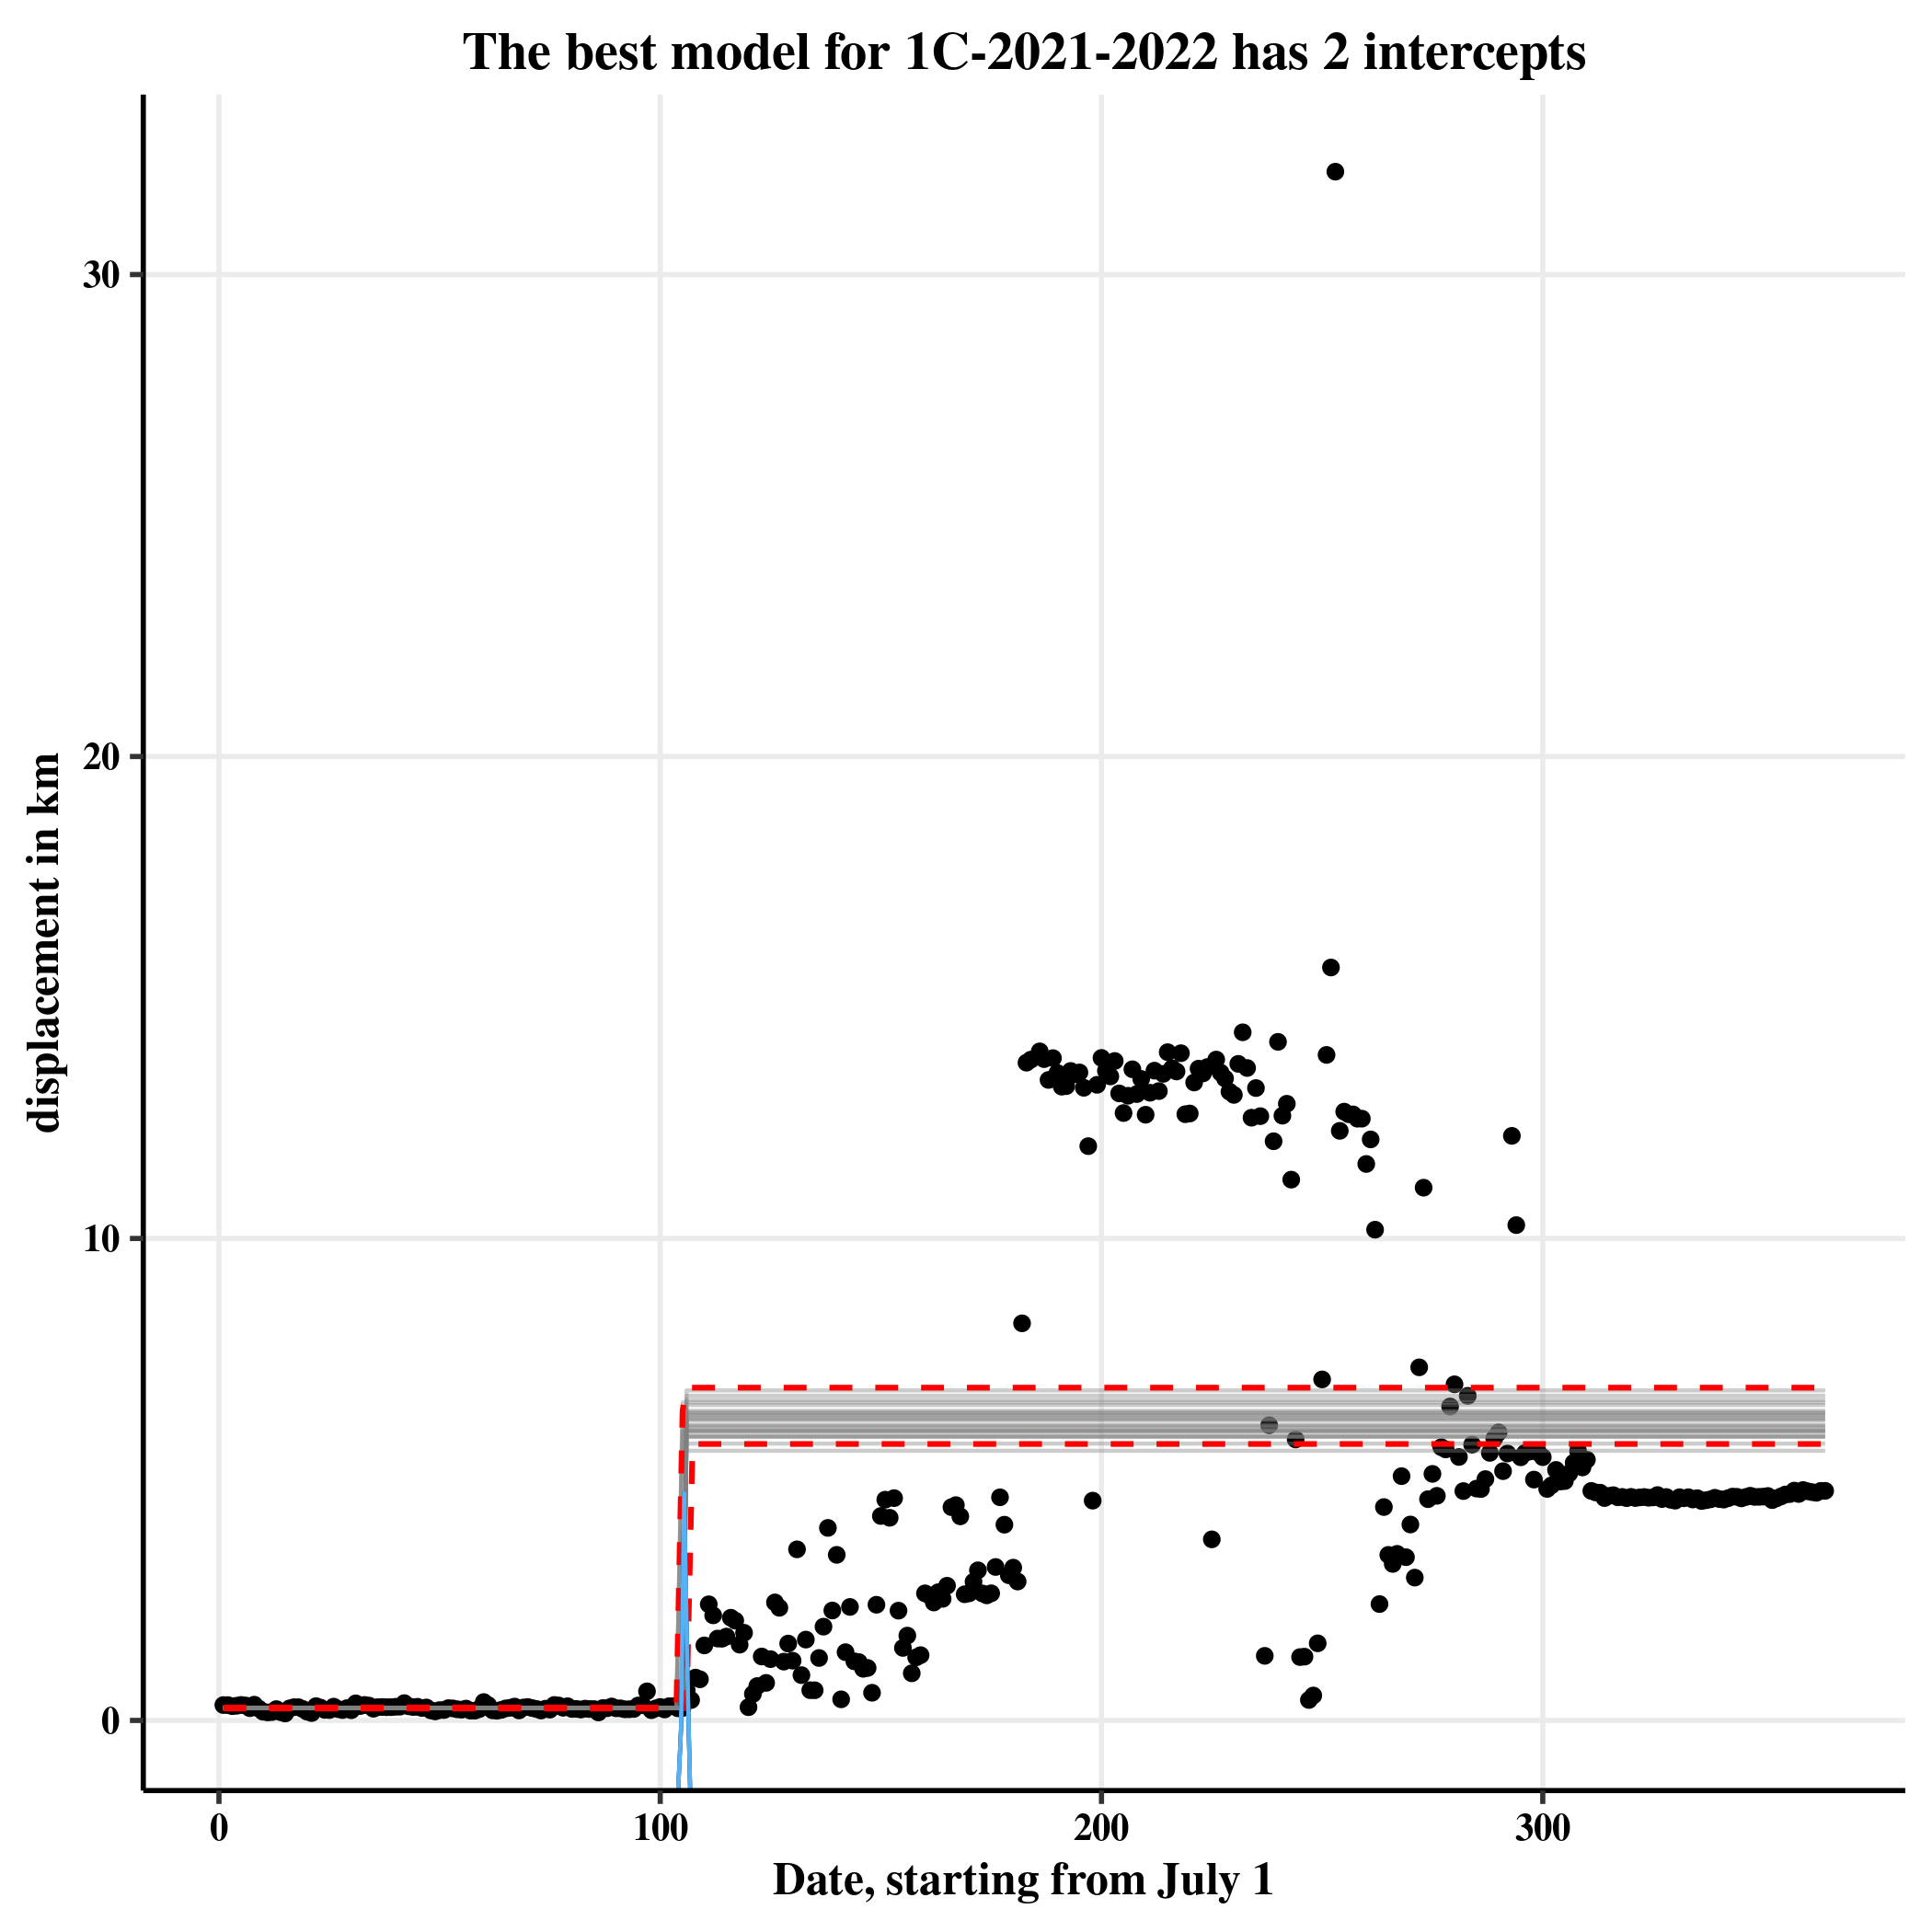 The best model for 1C-2021-2022 has 2 intercepts
displacement in km
30
20
10
0
0 100 200 300
Date, starting from July 1